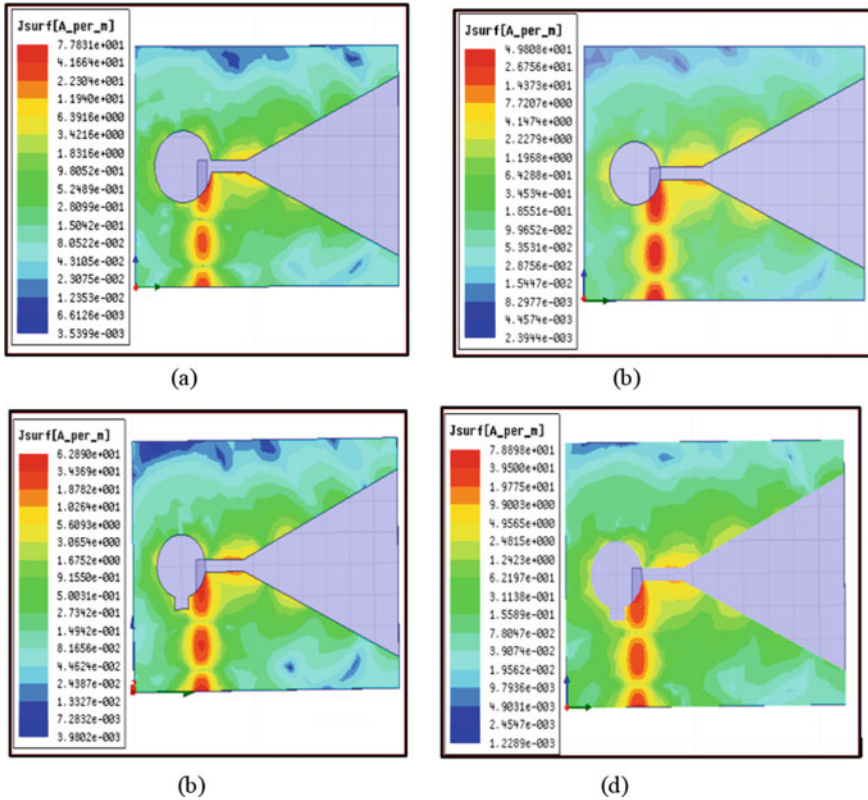 Jsurf[A_per_m]
7.7831e+001
4.1664e+001
2.2304e+001
1.1940e+001
6.3916e+000
3.4216e+000
1.8316e+000
9.8052e-001
5.2489e-001
2.8099e-001
1.5042e-001
8.0522e-002
4.3105e-002
2.3075e-002
1.2353e-002
6.6126e-003
3.5399e-003
(a)
Jsurf[A_per_m]
4.9808e+001
2.6756e+001
1.4373e+001
7.7207e+000
4.1474e+000
2.2279e+000
1.1968e+000
6.4288e-001
3.4534e-001
1.8551e-001
9.9652e-002
5.3531e-002
2.8756e-002
1.5447e-002
8.2977e-003
4.4574e-003
2.3944e-003
(b)
Jsurf[A_per_m]
6.2890e+001
3.4369e+001
1.8782e+001
1.0264e+001
5.6093e+000
3.0654e+000
1.6752e+000
9.1550e-001
5.0031e-001
2.7342e-001
1.4942e-001
8.1656e-002
4.4624e-002
2.4387e-002
1.3327e-002
7.2832e-003
3.9802e-003
(b)
Jsurf[A_per_m]
7.8898e+001
3.9500e+001
1.9775e+001
9.9003e+000
4.9565e+000
2.4815e+000
1.2423e+000
6.2197e-001
3.1138e-001
1.5589e-001
7.8047e-002
3.9074e-002
1.9562e-002
9.7936e-003
4.9031e-003
2.4547e-003
1.2289e-003
(d)